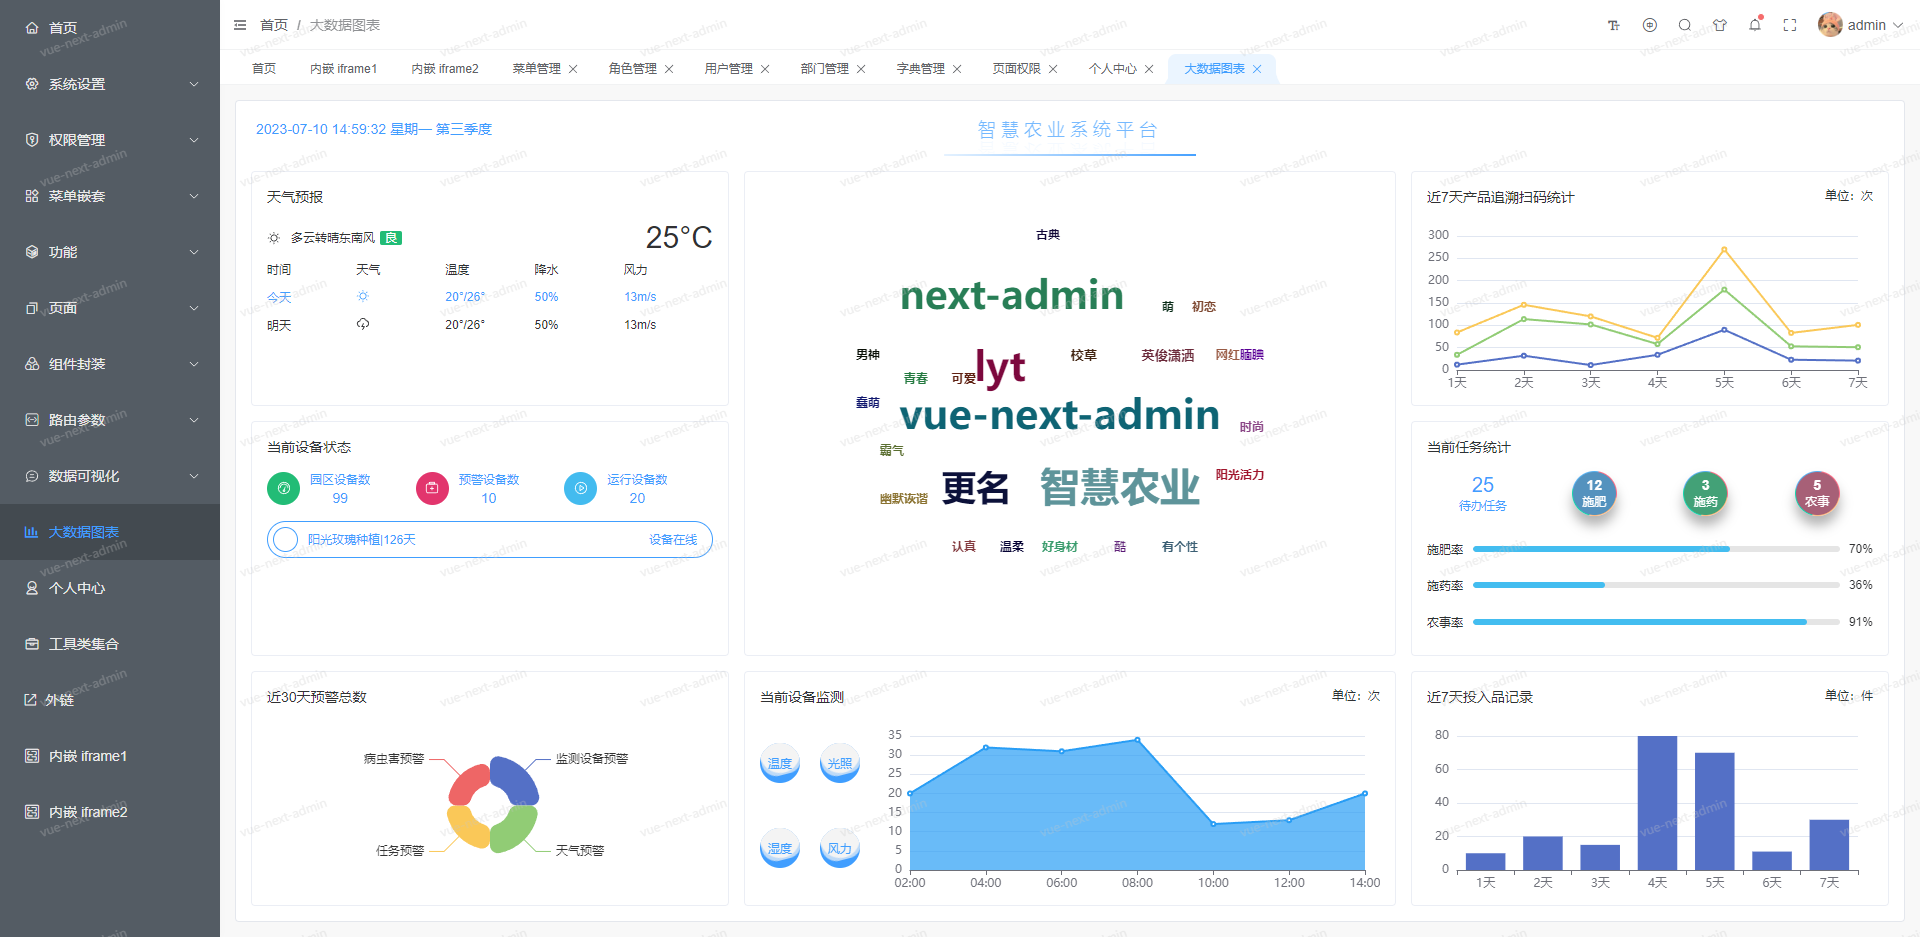 首页
系统设置
权限管理
菜单嵌套
功能
页面
组件封装
路由参数
数据可视化
大数据图表
个人中心
工具类集合
外链
内嵌 iframe1
内嵌 iframe2
首页 / 大数据图表
admin
首页 内嵌 iframe1 内嵌 iframe2 菜单管理 角色管理 用户管理 部门管理 字典管理 页面权限 个人中心 大数据图表
2023-07-10 14:59:32 星期一 第三季度
智慧农业系统平台
天气预报
多云转晴东南风 良 25°C
时间 天气 温度 降水 风力
今天 20°/26° 50% 13m/s
明天 20°/26° 50% 13m/s
当前设备状态
园区设备数 99
预警设备数 10
运行设备数 20
阳光玫瑰种植|126天 设备在线
近30天预警总数
病虫害预警 监测设备预警
任务预警 天气预警
古典
next-admin
萌 初恋
男神 lyt 校草 英俊潇洒 网红腼腆
青春 可爱
蠢萌 vue-next-admin
时尚
霸气
更名 智慧农业 阳光活力
幽默诙谐
认真 温柔 好身材 酷 有个性
当前设备监测 单位：次
温度 光照
湿度 风力
35
30
25
20
15
10
5
0
02:00 04:00 06:00 08:00 10:00 12:00 14:00
近7天产品追溯扫码统计 单位：次
300
250
200
150
100
50
0
1天 2天 3天 4天 5天 6天 7天
当前任务统计
25 待办任务
12 施肥
3 施药
5 农事
施肥率 70%
施药率 36%
农事率 91%
近7天投入品记录 单位：件
80
60
40
20
0
1天 2天 3天 4天 5天 6天 7天
vue-next-admin